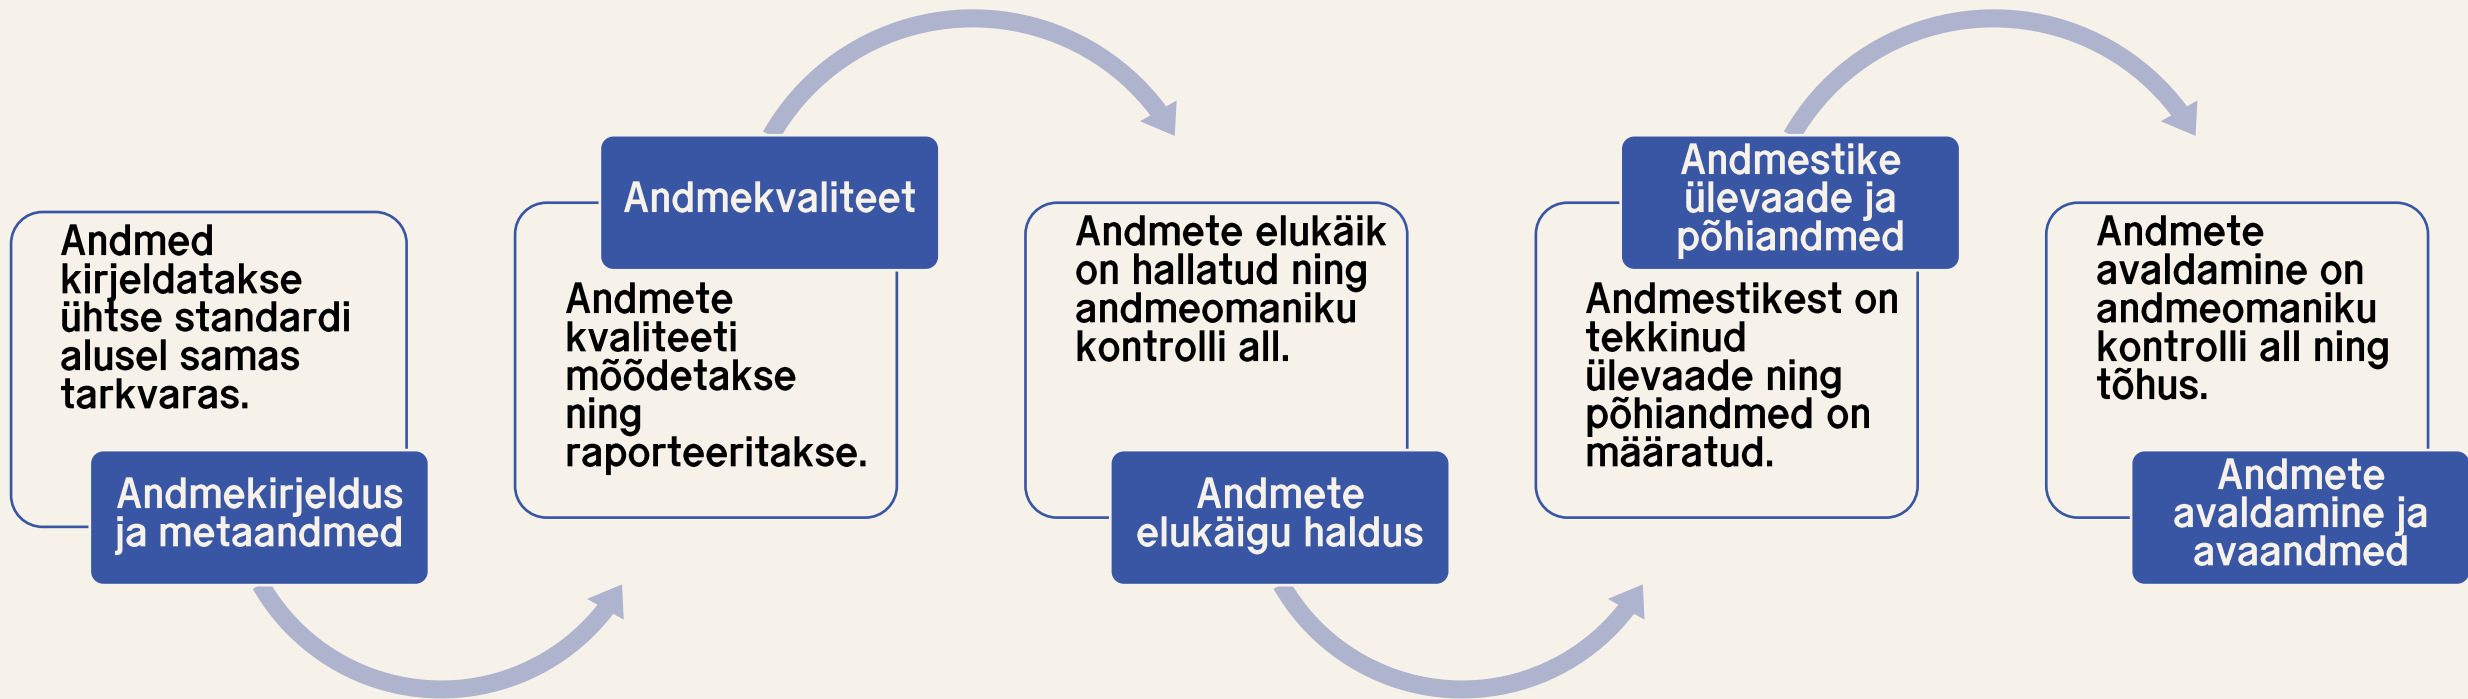 Andmed
kirjeldatakse
ühtse standardi
alusel samas
tarkvaras.
Andmekirjeldus
ja metaandmed
Andmekvaliteet
Andmete
kvaliteeti
mõõdetakse
ning
raporteeritakse.
Andmete elukäik
on hallatud ning
andmeomaniku
kontrolli all.
Andmete
elukäigu haldus
Andmestike
ülevaade ja
põhiandmed
Andmestikest on
tekkinud
ülevaade ning
põhiandmed on
määratud.
Andmete
avaldamine on
andmeomaniku
kontrolli all ning
tõhus.
Andmete
avaldamine ja
avaandmed